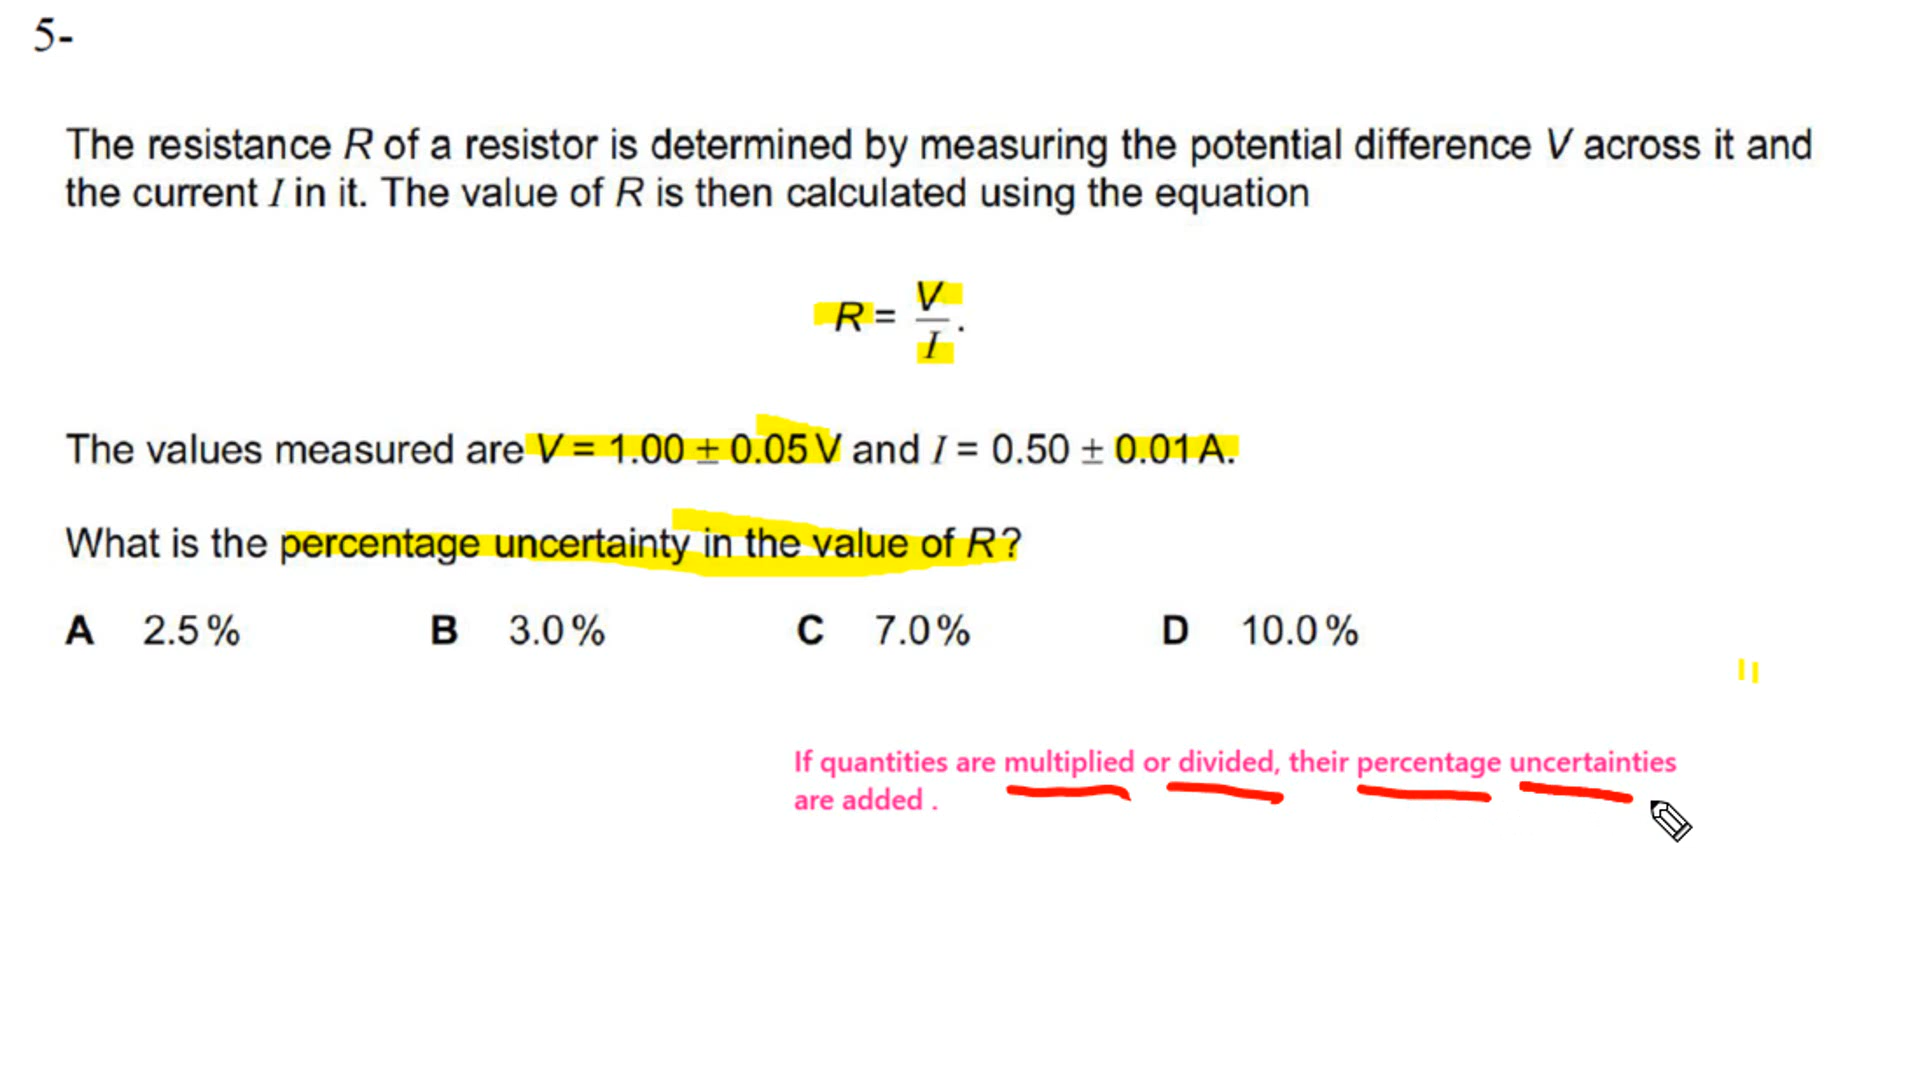 5-
The resistance R of a resistor is determined by measuring the potential difference V across it and
the current I in it. The value of R is then calculated using the equation
R = V/I.
The values measured are V = 1.00 ± 0.05 V and I = 0.50 ± 0.01 A.
What is the percentage uncertainty in the value of R?
A 2.5% B 3.0% C 7.0% D 10.0%
If quantities are multiplied or divided, their percentage uncertainties
are added .